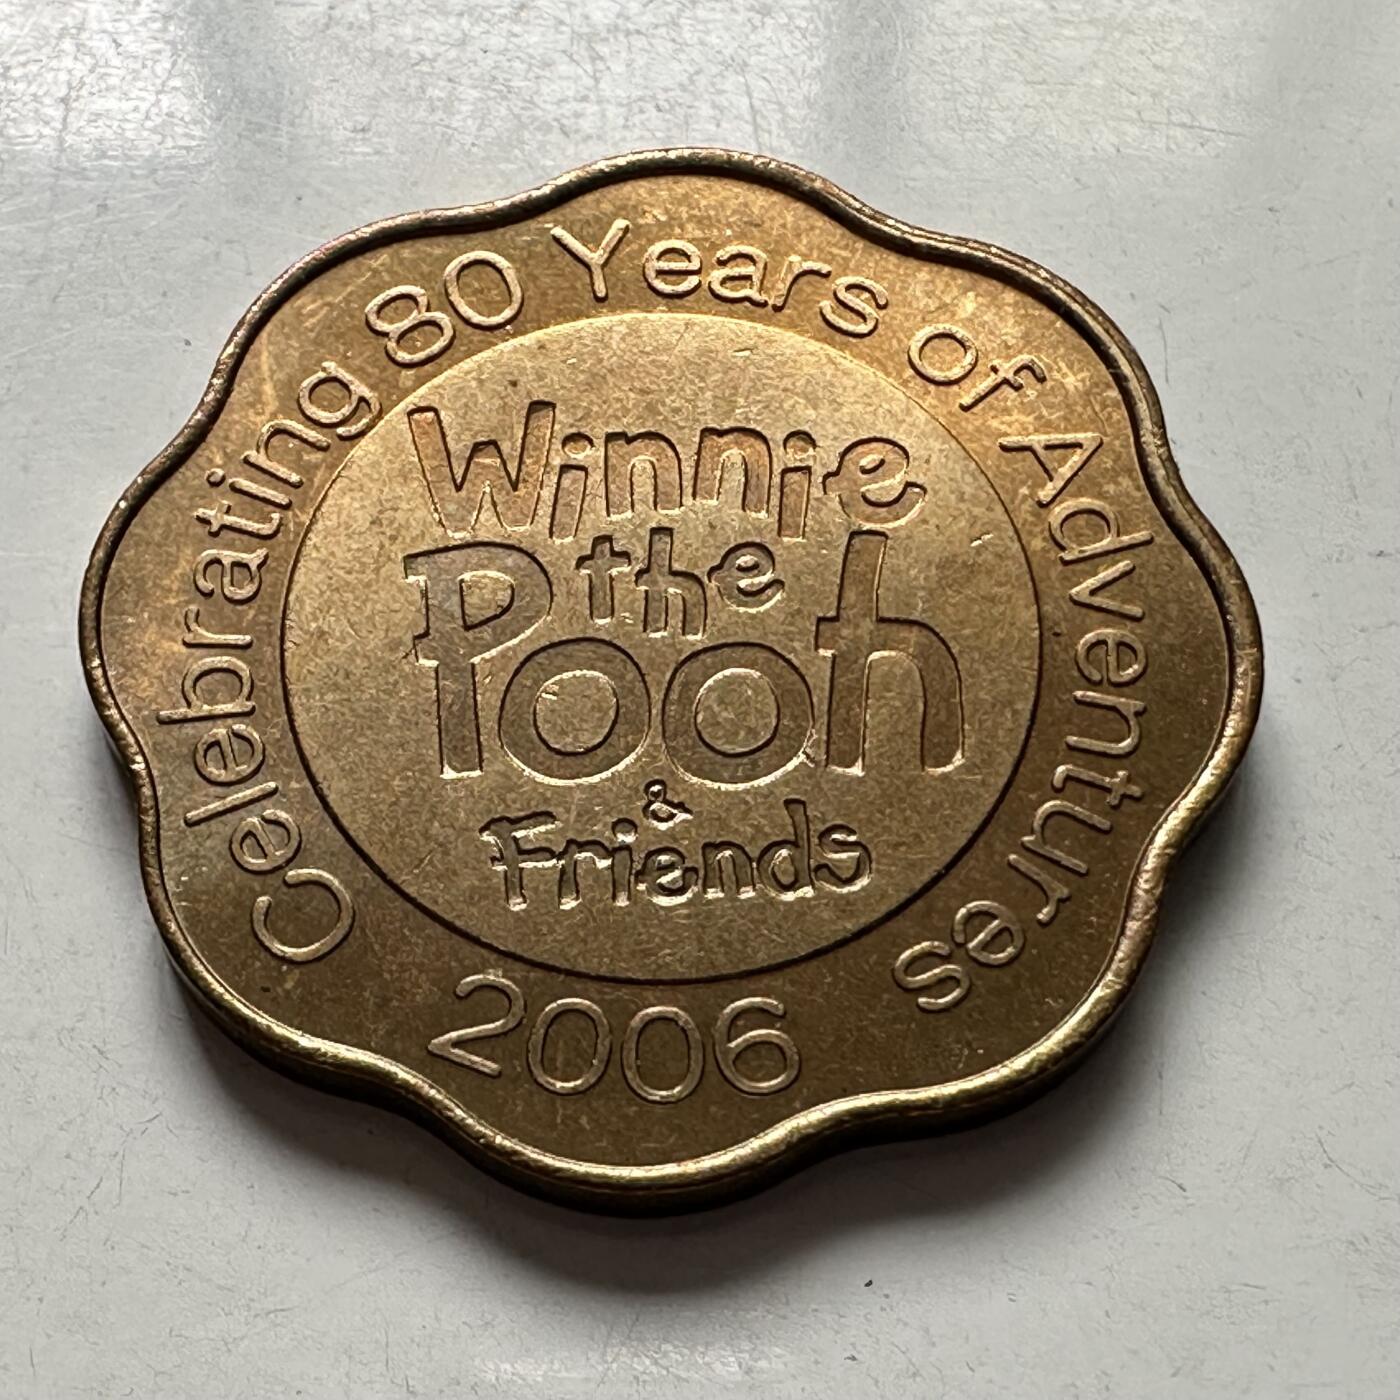 Celebrating 80 Years of Adventures
Winnie
the
Pooh
&
Friends
2006